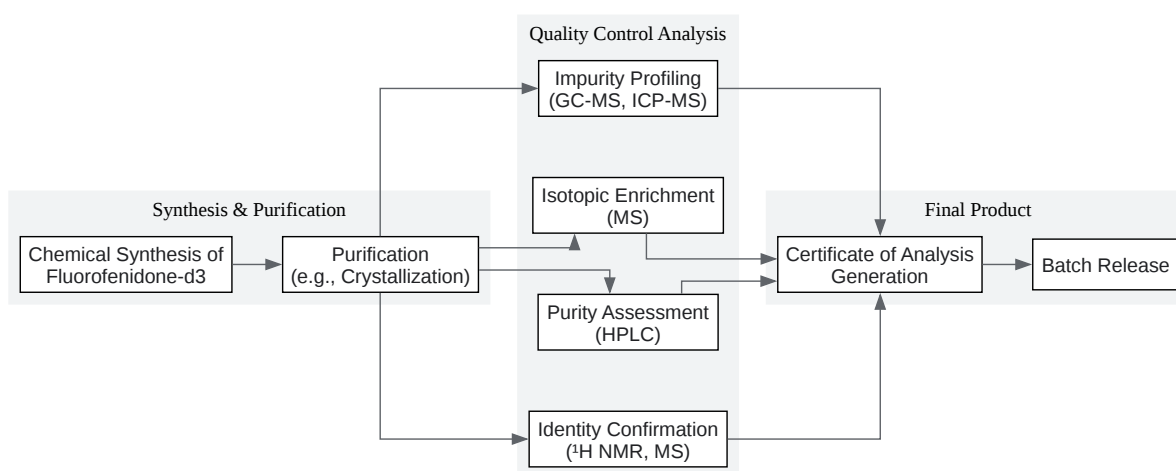 Quality Control Analysis
Impurity Profiling
(GC-MS, ICP-MS)
Isotopic Enrichment
(MS)
Purity Assessment
(HPLC)
Identity Confirmation
(¹H NMR, MS)
Synthesis & Purification
Chemical Synthesis of
Fluorofenidone-d3
Purification
(e.g., Crystallization)
Final Product
Certificate of Analysis
Generation
Batch Release